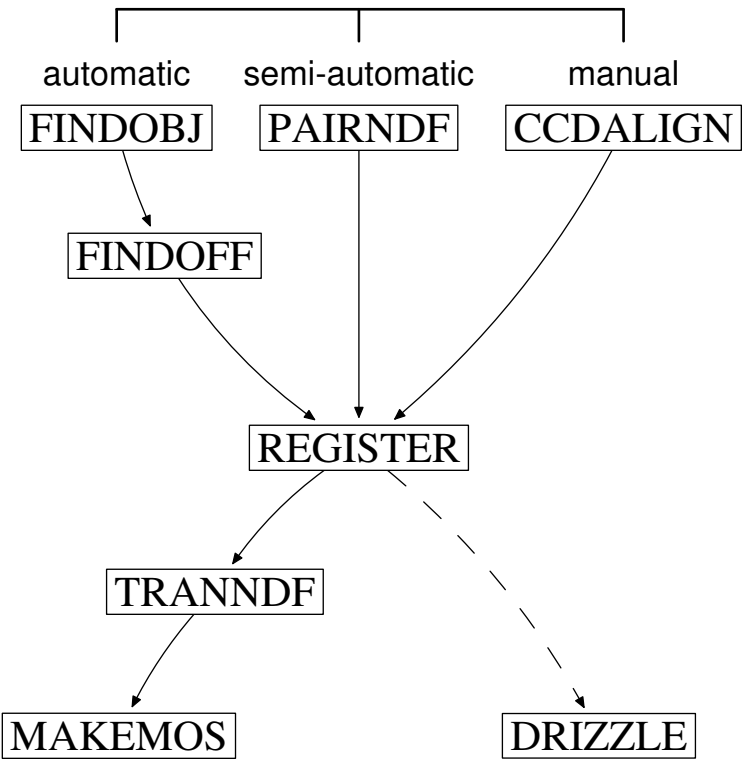 automatic semi-automatic manual
FINDOBJ PAIRNDF CCDALIGN
FINDOFF
REGISTER
TRANNDF
MAKEMOS DRIZZLE